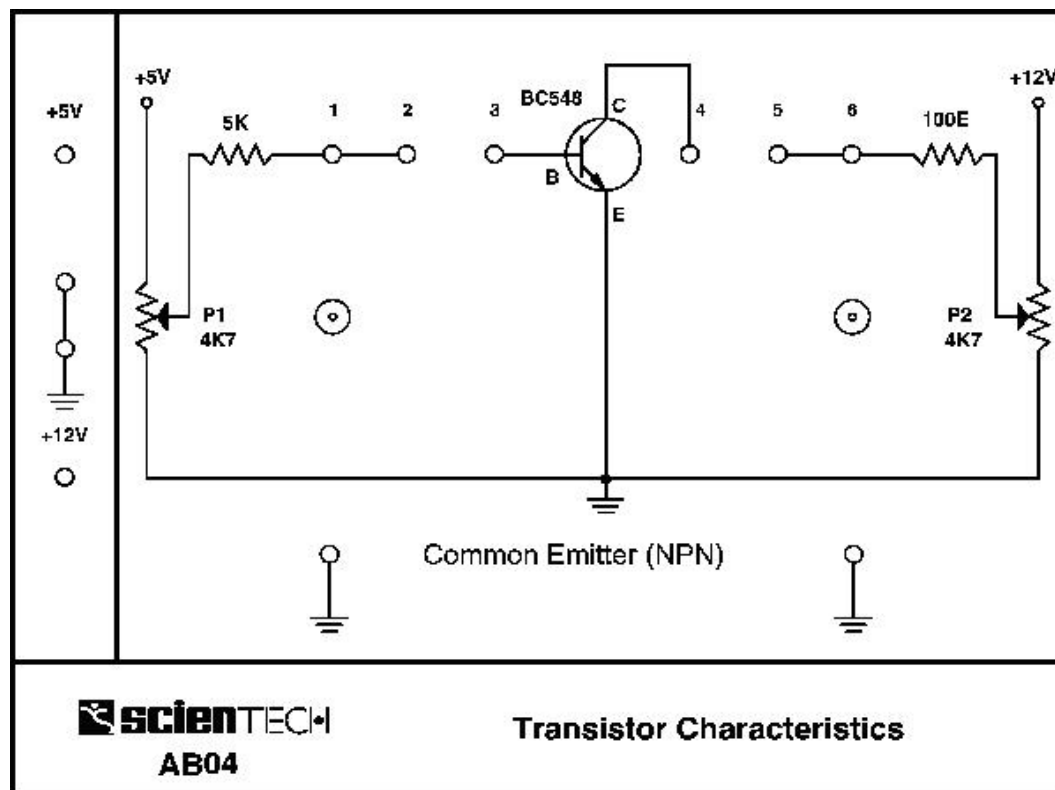 +5V
+12V
+5V
BC548
C
5K
1
2
3
4
5
6
100E
B
E
P1
4K7
P2
4K7
+12V
Common Emitter (NPN)
scienTECH
AB04
Transistor Characteristics